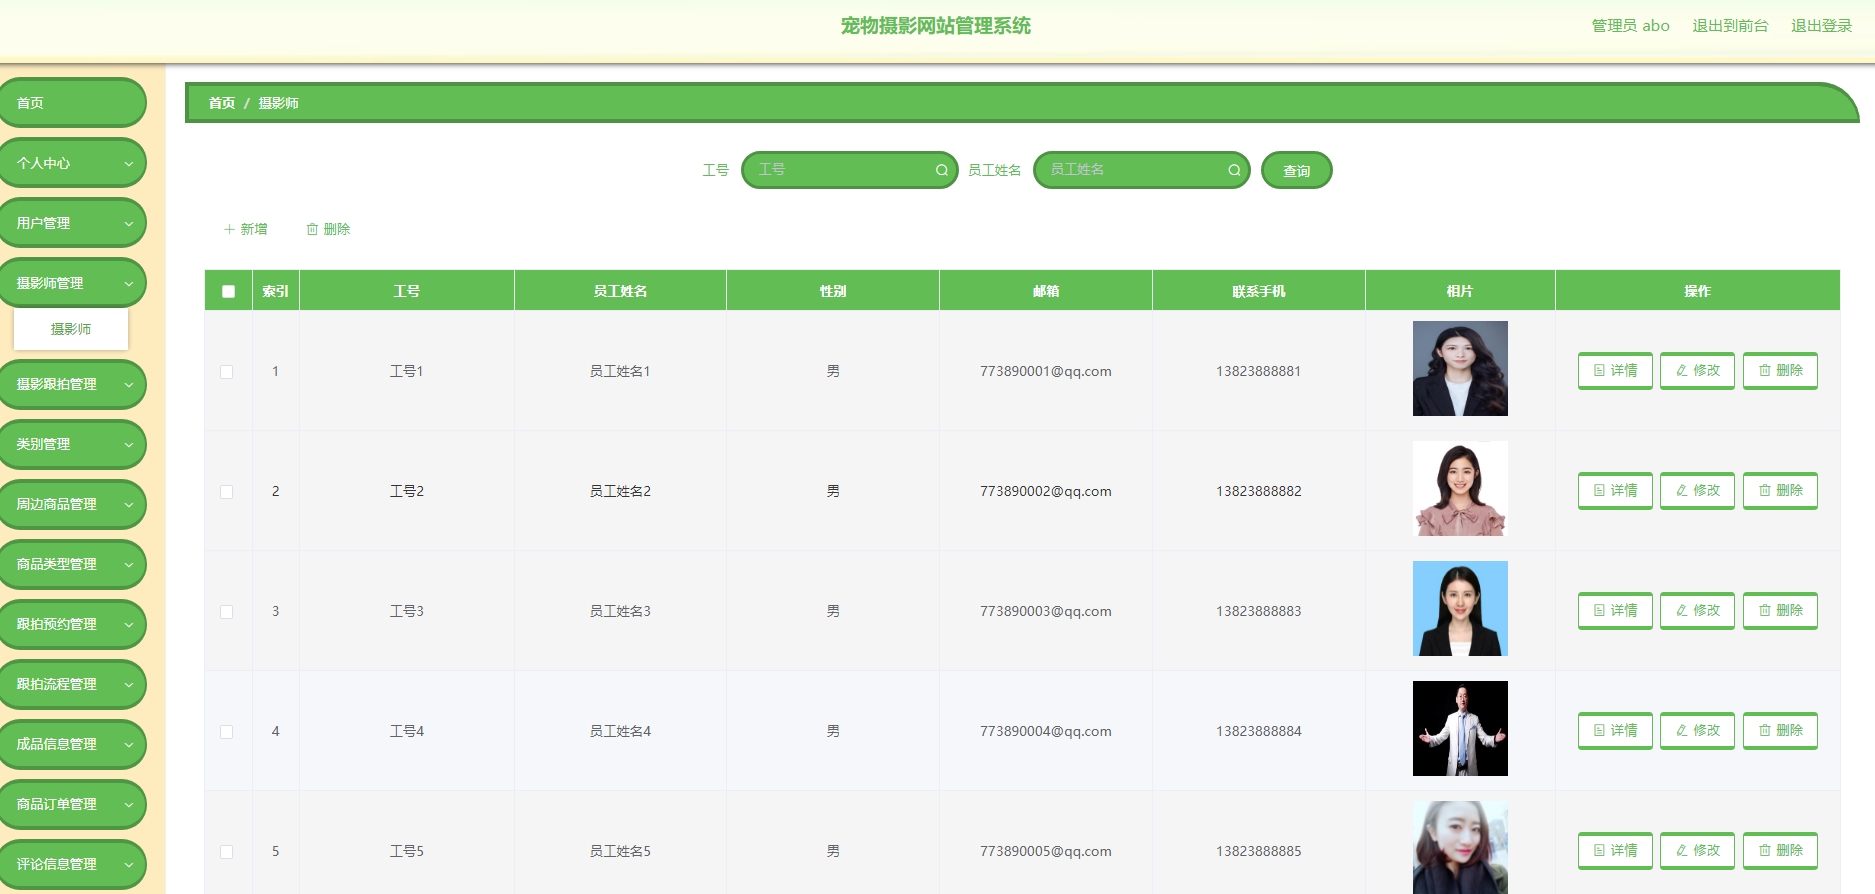 宠物摄影网站管理系统
管理员 abo 退出到前台 退出登录
首页
个人中心
用户管理
摄影师管理
摄影师
摄影跟拍管理
类别管理
周边商品管理
商品类型管理
跟拍预约管理
跟拍流程管理
成品信息管理
商品订单管理
评论信息管理
首页 / 摄影师
工号 工号 员工姓名 员工姓名 查询
新增 删除
索引 工号 员工姓名 性别 邮箱 联系手机 相片 操作
1 工号1 员工姓名1 男 773890001@qq.com 13823888881 详情 修改 删除
2 工号2 员工姓名2 男 773890002@qq.com 13823888882 详情 修改 删除
3 工号3 员工姓名3 男 773890003@qq.com 13823888883 详情 修改 删除
4 工号4 员工姓名4 男 773890004@qq.com 13823888884 详情 修改 删除
5 工号5 员工姓名5 男 773890005@qq.com 13823888885 详情 修改 删除